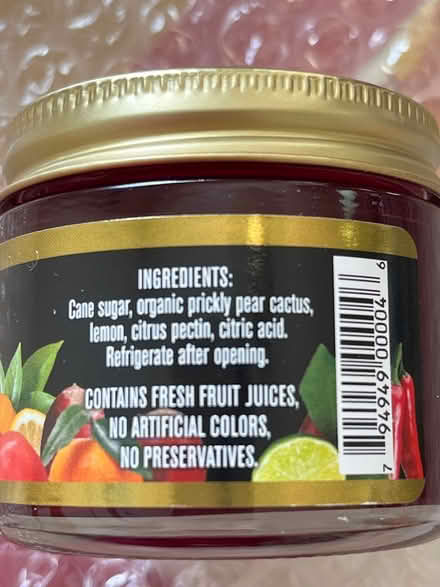 INGREDIENTS:
Cane sugar, organic prickly pear cactus,
lemon, citrus pectin, citric acid.
Refrigerate after opening.
CONTAINS FRESH FRUIT JUICES,
NO ARTIFICIAL COLORS,
NO PRESERVATIVES.
7 94949 00004 6